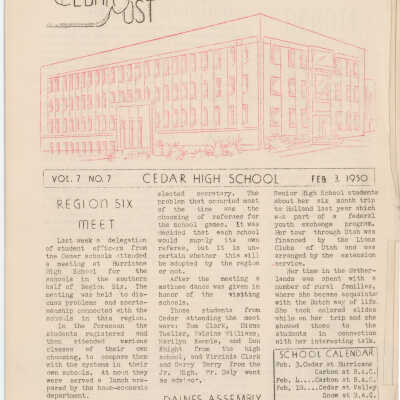 CEDAR POST
VOL. 7 NO. 7 CEDAR HIGH SCHOOL FEB 3, 1950
REGION SIX
MEET
Last week a delegation
of student officers from
the Cedar schools attended
a meeting at Hurricane
High School for the
schools in the southern
half of Region Six. The
meeting was held to dis-
cuss problems and sports-
manship connected with the
schools in this region.
In the forenoon the
students registered and
then attended various
classes of their own
choosing, to compare them
with the systems in their
own schools. At noon they
were served a lunch pre-
pared by the home-economic
department.
elected secretary. The
problem that occupied most
of the time was the
choosing of referees for
the school games. It was
decided that each school
would supply its own
referee, but it is un-
certain whether this will
be adopted by the region
or not.
After the meeting a
matinee dance was given in
honor of the visiting
schools.
Those students from
Cedar attending the meet
were: Tom Clark, Diana
Tueller, Valaine Williams,
Marilyn Kennie, and Dan
Knight from the high
school, and Virginia Clark
and Gerry Derry from the
Jr. High. Mr. Daly went
as advisor.
DAINES ASSEMBLY
Senior High School students
about her six month trip
to Holland last year which
was part of a federal
youth exchange program.
Her tour through Utah was
financed by the Lions
Clubs of Utah and was
arranged by the extension
service.
Her time in the Nether-
lands was spent with a
number of rural families,
where she became acquainted
with the Dutch way of life.
She took colored slides
while on her trip and she
showed these to the
students in connection
with her interesting talk.
SCHOOL CALENDAR
Feb. 3..Cedar at Hurricane
Carbon at B.A.C.
Feb. 4....Carbon at B.A.C.
Feb. 10...Cedar at Valley
Snow at B.A.C.